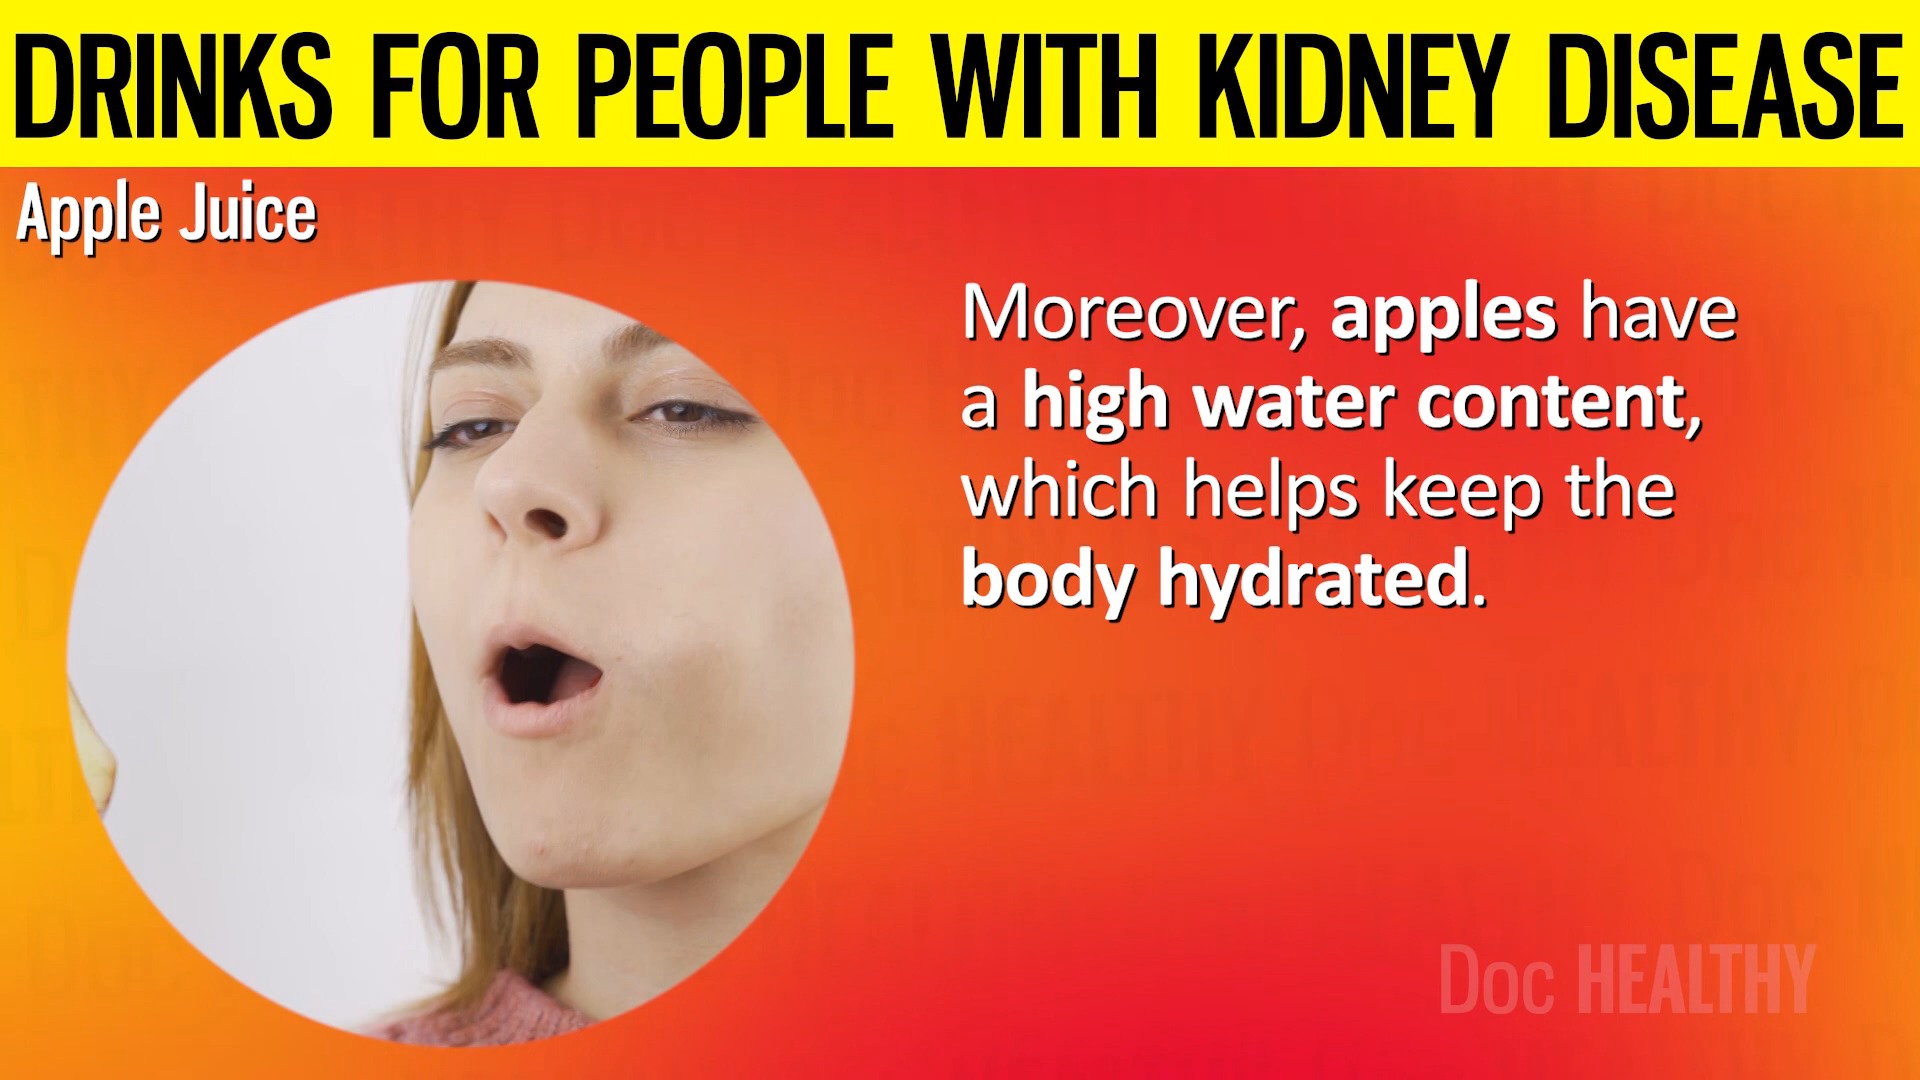 DRINKS FOR PEOPLE WITH KIDNEY DISEASE
Apple Juice
Moreover, apples have
a high water content,
which helps keep the
body hydrated.
Doc HEALTHY